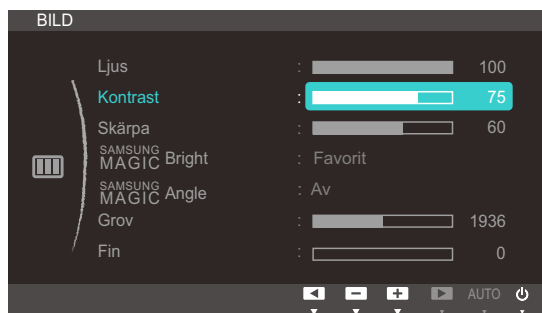 BILD
Ljus : 100
Kontrast : 75
Skärpa : 60
SAMSUNG MAGIC Bright : Favorit
SAMSUNG MAGIC Angle : Av
Grov : 1936
Fin : 0
AUTO